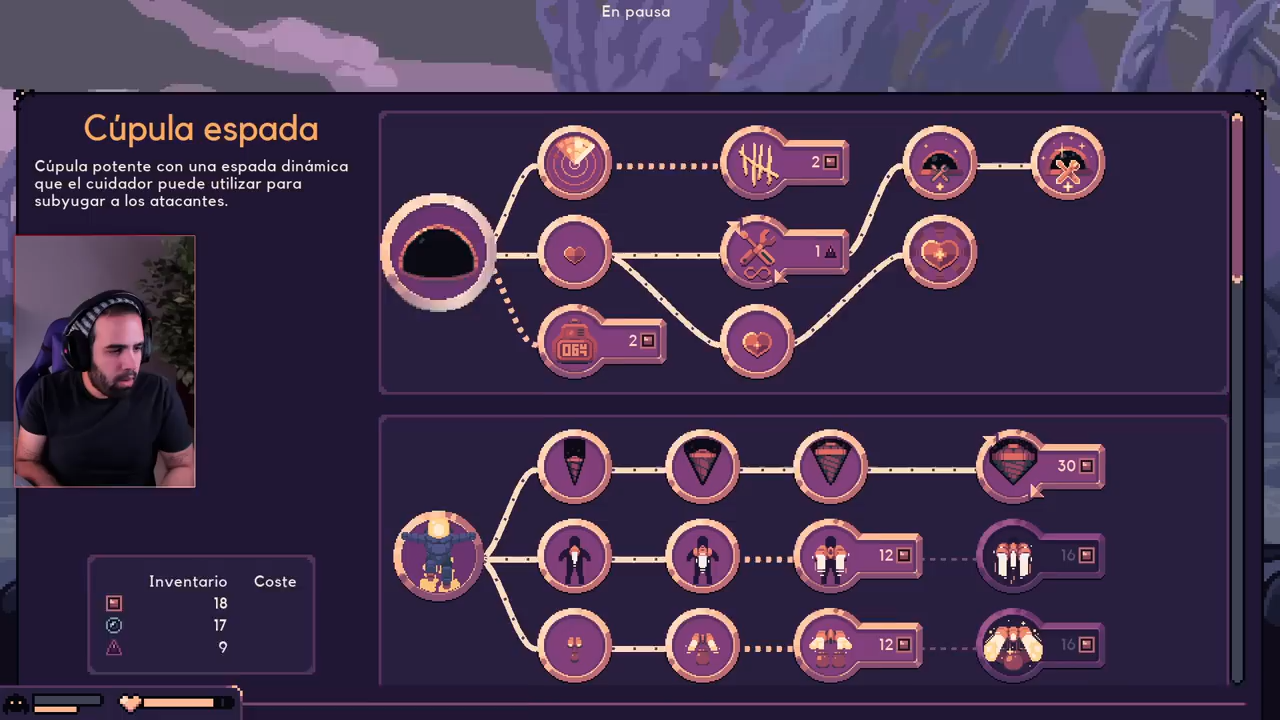 En pausa
Cúpula espada
Cúpula potente con una espada dinámica
que el cuidador puede utilizar para
subyugar a los atacantes.
2
1
064
2
30
12
16
12
16
Inventario Coste
18
17
9